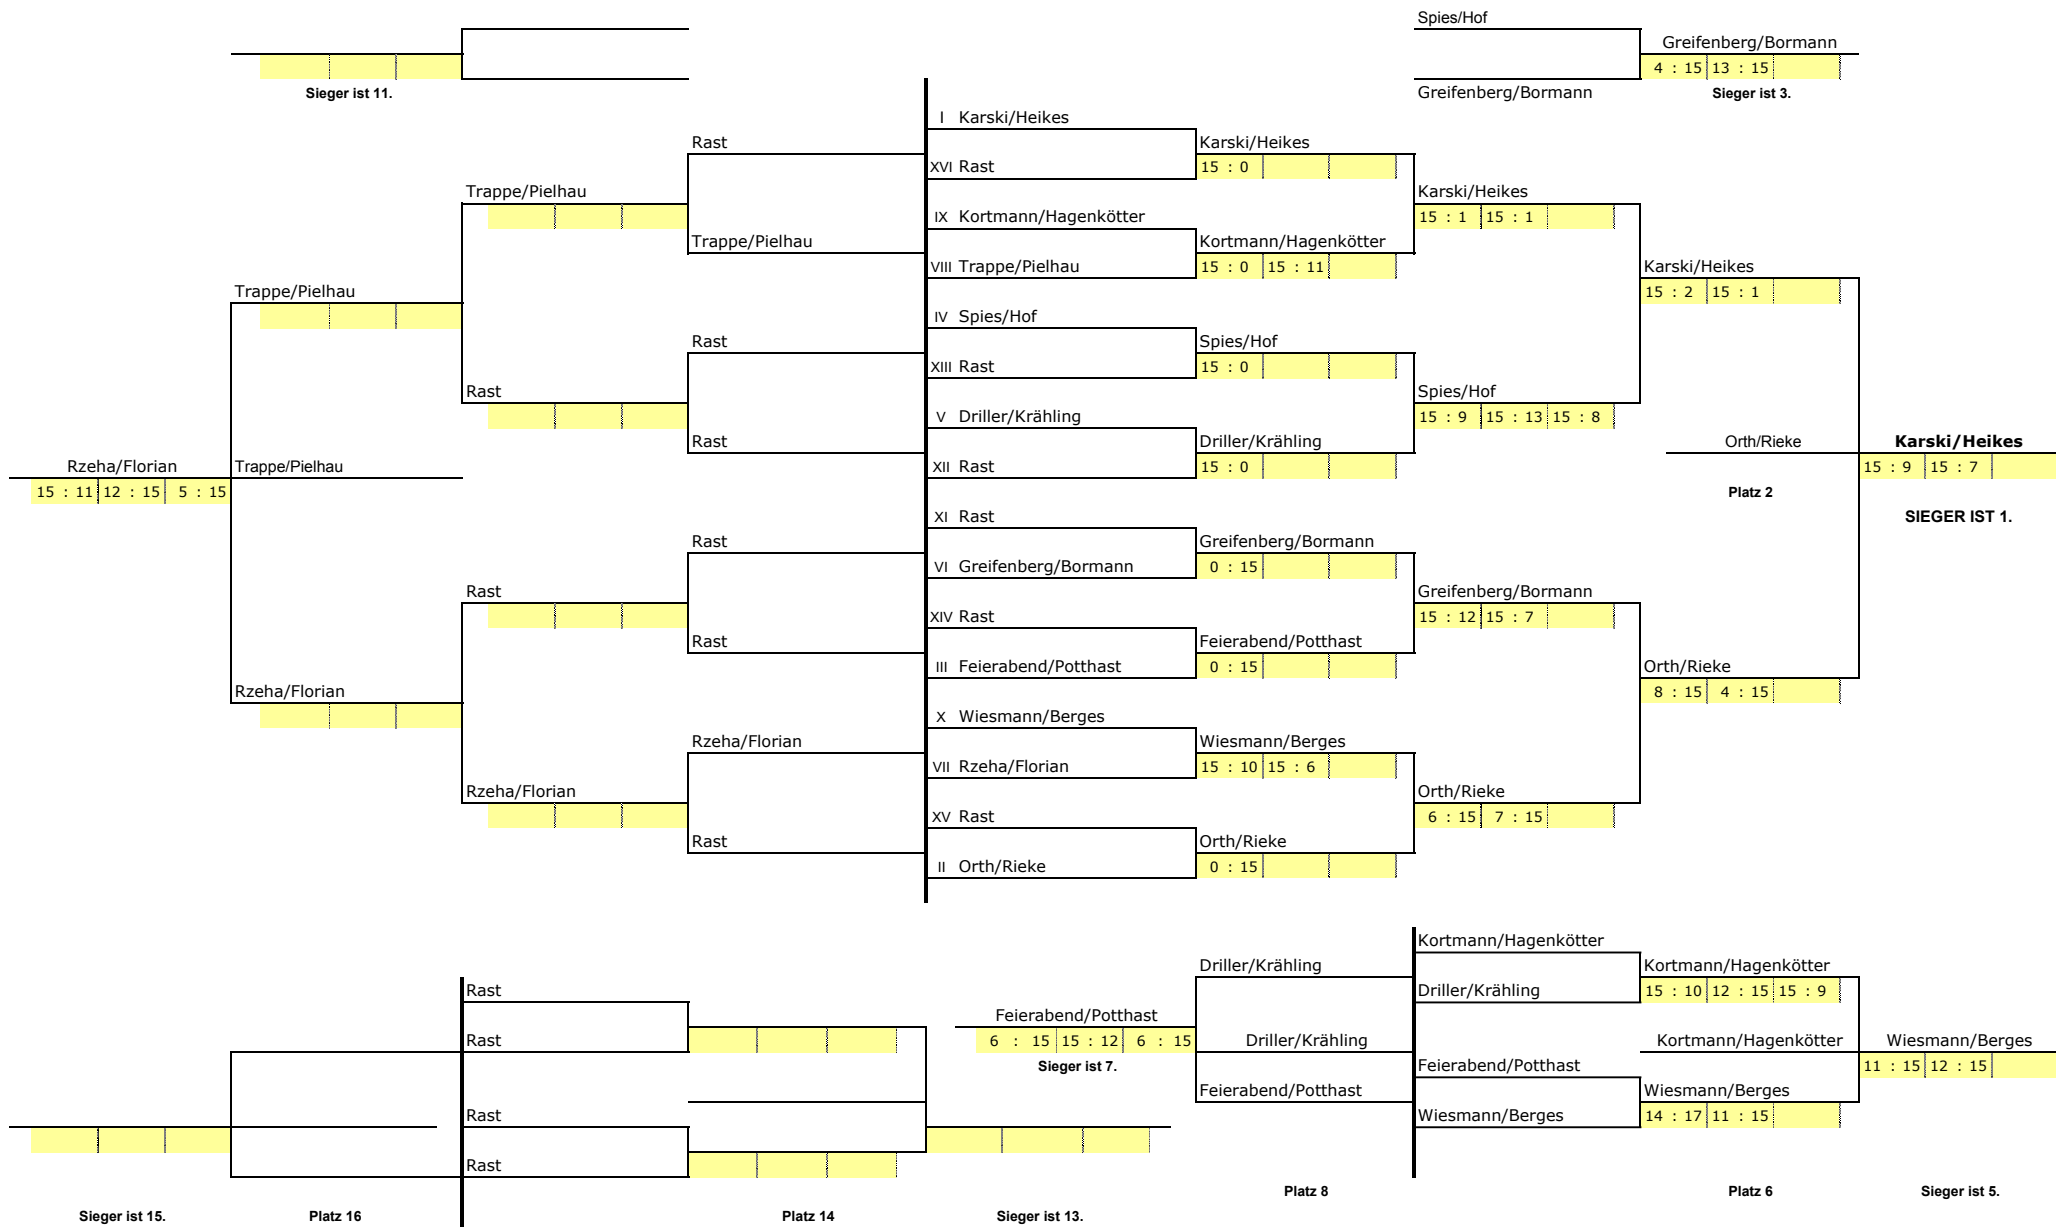 Spies/Hof
Greifenberg/Bormann
4 : 15 13 : 15
Sieger ist 11.
Greifenberg/Bormann Sieger ist 3.
I Karski/Heikes
Rast Karski/Heikes
XVI Rast 15 : 0
Trappe/Pielhau Karski/Heikes
IX Kortmann/Hagenkötter 15 : 1 15 : 1
Trappe/Pielhau Kortmann/Hagenkötter
VIII Trappe/Pielhau 15 : 0 15 : 11 Karski/Heikes
Trappe/Pielhau 15 : 2 15 : 1
IV Spies/Hof
Rast Spies/Hof
XIII Rast 15 : 0
Rast Spies/Hof
V Driller/Krähling 15 : 9 15 : 13 15 : 8
Rast Driller/Krähling Orth/Rieke Karski/Heikes
Rzeha/Florian Trappe/Pielhau XII Rast 15 : 0 15 : 9 15 : 7
15 : 11 12 : 15 5 : 15 Platz 2
XI Rast SIEGER IST 1.
Rast Greifenberg/Bormann
VI Greifenberg/Bormann 0 : 15
Rast Greifenberg/Bormann
XIV Rast 15 : 12 15 : 7
Rast Feierabend/Potthast
III Feierabend/Potthast 0 : 15 Orth/Rieke
Rzeha/Florian 8 : 15 4 : 15
X Wiesmann/Berges
Rzeha/Florian Wiesmann/Berges
VII Rzeha/Florian 15 : 10 15 : 6
Rzeha/Florian Orth/Rieke
XV Rast 6 : 15 7 : 15
Rast Orth/Rieke
II Orth/Rieke 0 : 15
Kortmann/Hagenkötter
Driller/Krähling Kortmann/Hagenkötter
Rast Driller/Krähling 15 : 10 12 : 15 15 : 9
Feierabend/Potthast
Rast 6 : 15 15 : 12 6 : 15 Driller/Krähling Kortmann/Hagenkötter Wiesmann/Berges
Sieger ist 7. Feierabend/Potthast 11 : 15 12 : 15
Feierabend/Potthast Wiesmann/Berges
Rast Wiesmann/Berges 14 : 17 11 : 15
Rast
Platz 8 Platz 6 Sieger ist 5.
Sieger ist 15. Platz 16 Platz 14 Sieger ist 13.